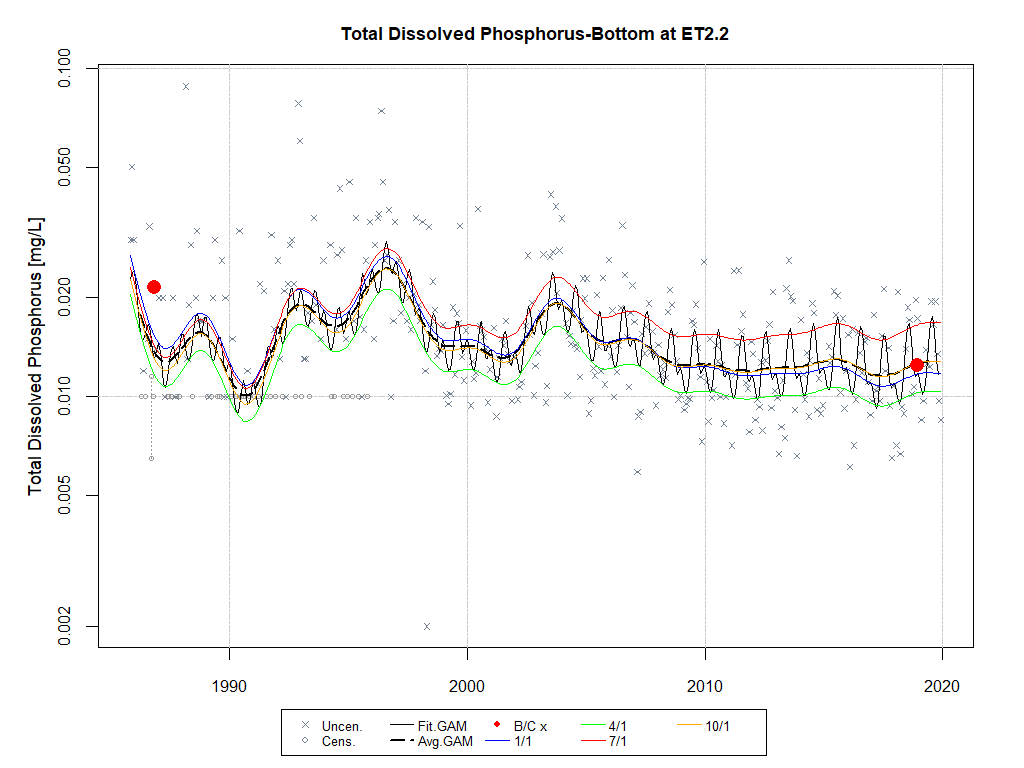 Total Dissolved Phosphorus-Bottom at ET2.2
Total Dissolved Phosphorus [mg/L]
0.100
0.050
0.020
0.010
0.005
0.002
1990 2000 2010 2020
Uncen. Fit.GAM B/C x 4/1 10/1
Cens. Avg.GAM 1/1 7/1